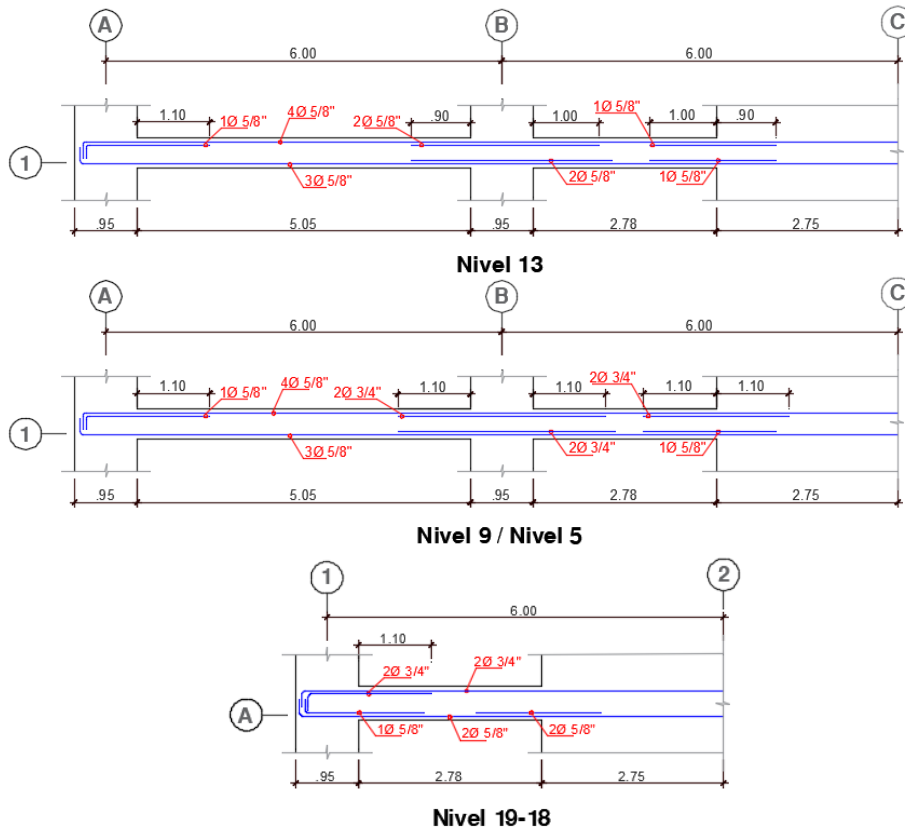 A B C
6.00 6.00
1.10 1Ø 5/8" 4Ø 5/8" 2Ø 5/8" .90 1.00 1Ø 5/8" 1.00 .90
1
3Ø 5/8" 2Ø 5/8" 1Ø 5/8"
.95 5.05 .95 2.78 2.75
Nivel 13
A B C
6.00 6.00
1.10 1Ø 5/8" 4Ø 5/8" 2Ø 3/4" 1.10 1.10 2Ø 3/4" 1.10 1.10
1
3Ø 5/8" 2Ø 3/4" 1Ø 5/8"
.95 5.05 .95 2.78 2.75
Nivel 9 / Nivel 5
1 2
6.00
1.10
2Ø 3/4" 2Ø 3/4"
A
1Ø 5/8" 2Ø 5/8" 2Ø 5/8"
.95 2.78 2.75
Nivel 19-18